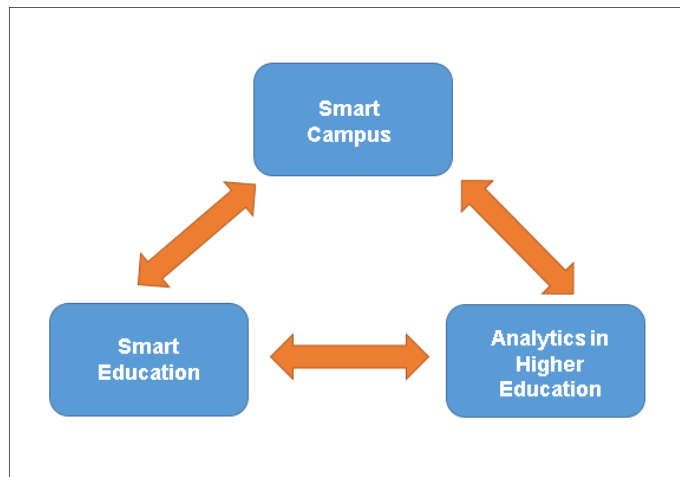 Smart
Campus
Smart
Education
Analytics in
Higher
Education